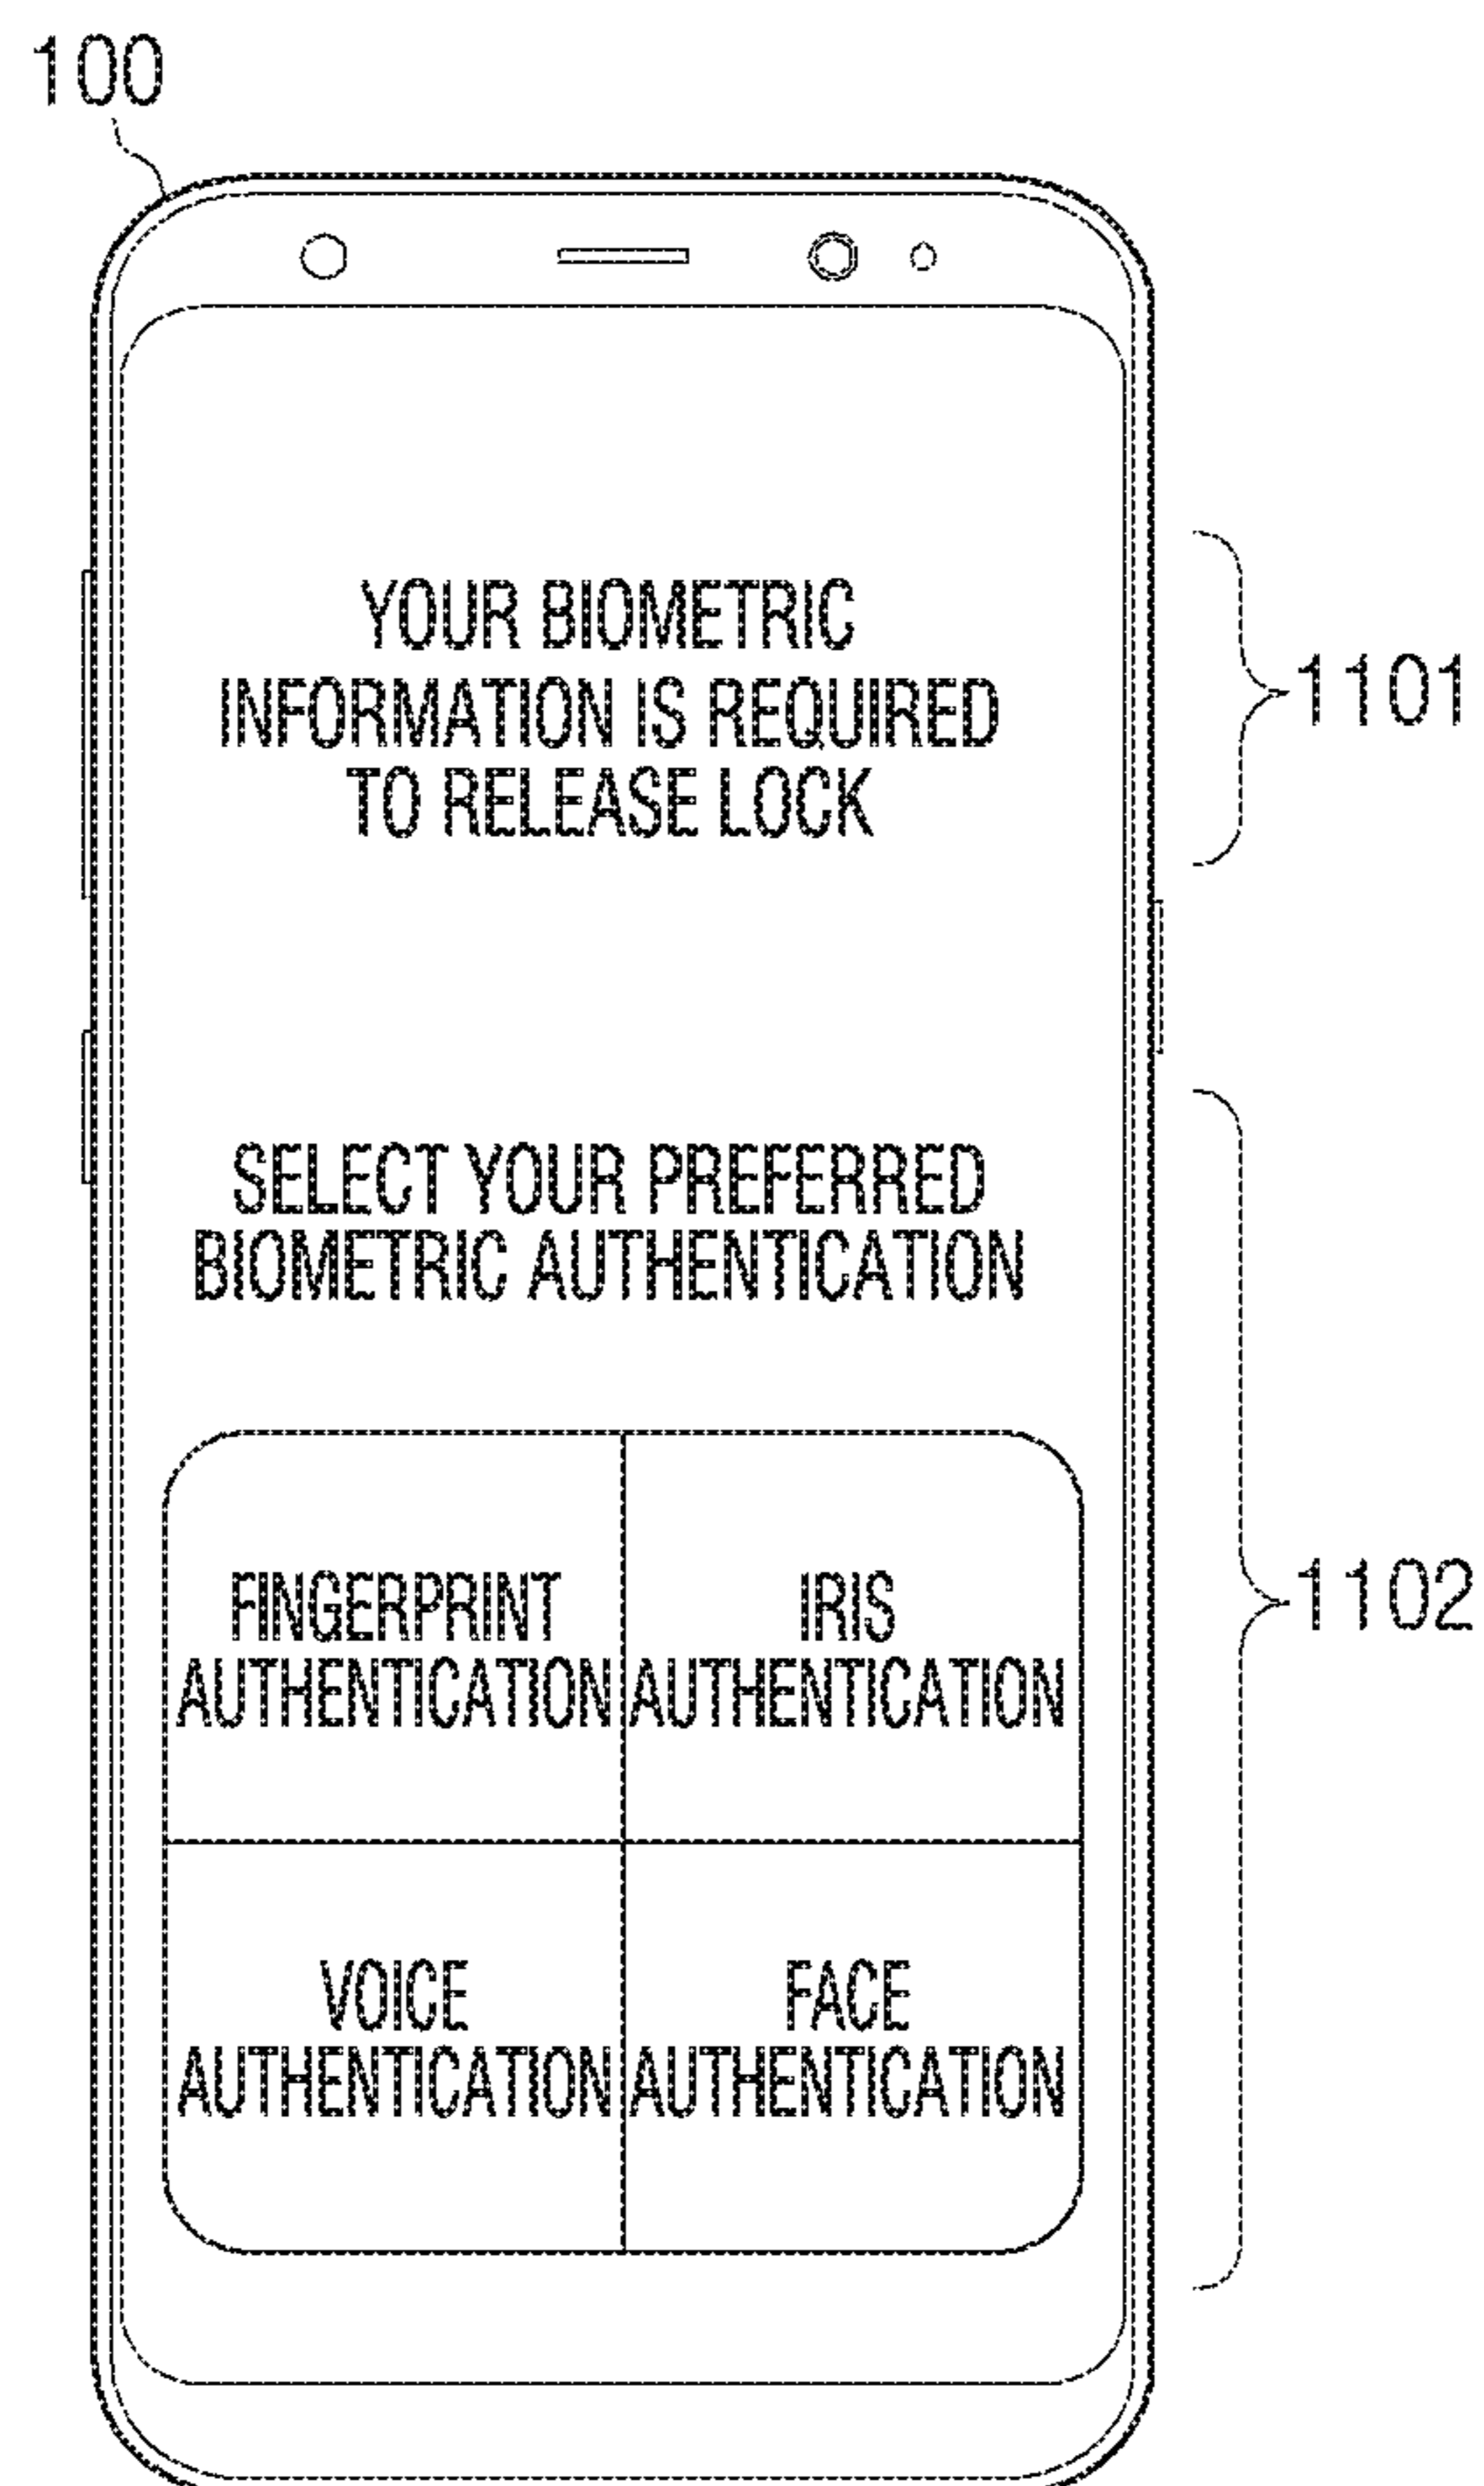 100
YOUR BIOMETRIC
INFORMATION IS REQUIRED
TO RELEASE LOCK
1101
SELECT YOUR PREFERRED
BIOMETRIC AUTHENTICATION
1102
FINGERPRINT
AUTHENTICATION
IRIS
AUTHENTICATION
VOICE
AUTHENTICATION
FACE
AUTHENTICATION